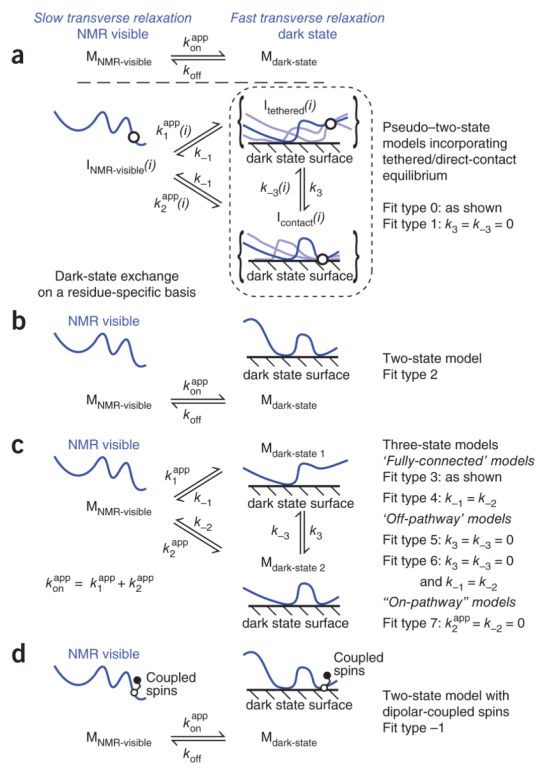 Slow transverse relaxation
NMR visible
Fast transverse relaxation
dark state
a
M_NMR-visible
k_on^app
k_off
M_dark-state
I_NMR-visible(i)
k_1^app(i)
k_–1
k_–1
k_2^app(i)
I_tethered(i)
dark state surface
k_–3(i)
k_3
I_contact(i)
dark state surface
Dark-state exchange
on a residue-specific basis
Pseudo–two-state
models incorporating
tethered/direct-contact
equilibrium
Fit type 0: as shown
Fit type 1: k_3 = k_–3 = 0
b
NMR visible
dark state surface
M_NMR-visible
k_on^app
k_off
M_dark-state
Two-state model
Fit type 2
c
NMR visible
M_NMR-visible
k_1^app
k_–1
k_–2
k_2^app
k_on^app = k_1^app + k_2^app
M_dark-state 1
dark state surface
k_–3
k_3
M_dark-state 2
dark state surface
Three-state models
‘Fully-connected’ models
Fit type 3: as shown
Fit type 4: k_–1 = k_–2
‘Off-pathway’ models
Fit type 5: k_3 = k_–3 = 0
Fit type 6: k_3 = k_–3 = 0
and k_–1 = k_–2
“On-pathway” models
Fit type 7: k_2^app = k_–2 = 0
d
NMR visible
Coupled
spins
Coupled
spins
dark state surface
M_NMR-visible
k_on^app
k_off
M_dark-state
Two-state model with
dipolar-coupled spins
Fit type –1